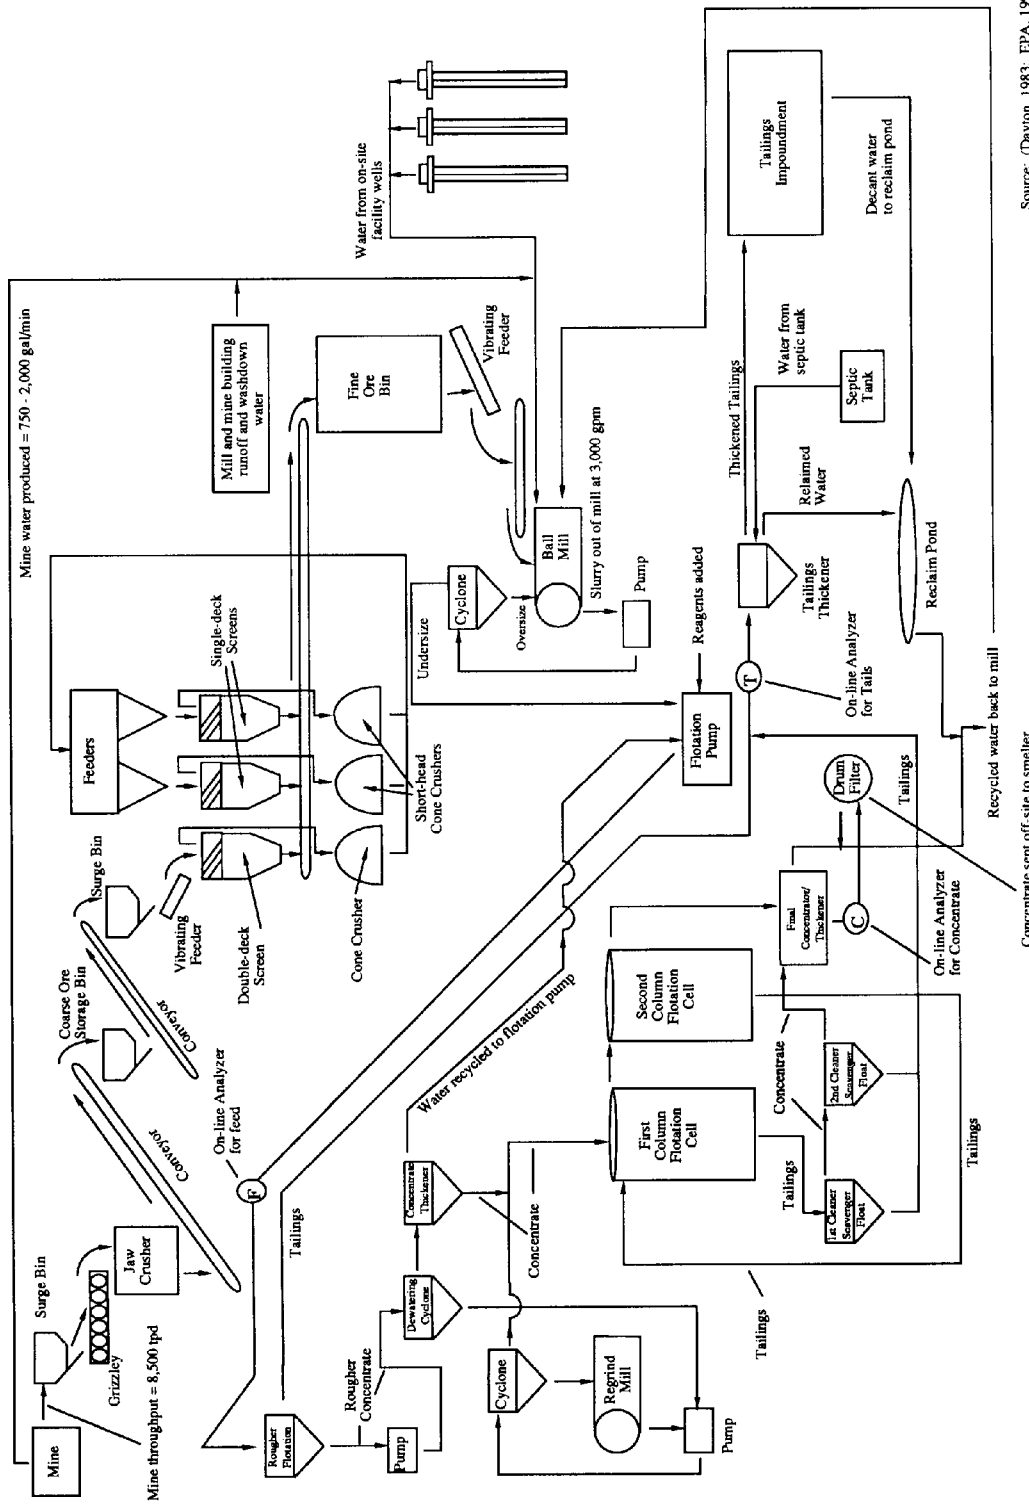 Mine
Mine throughput = 8,500 tpd
Surge Bin
Grizzley
Jaw
Crusher
Conveyor
Coarse Ore
Storage Bin
Conveyor
Surge Bin
Vibrating
Feeder
Double-deck
Screen
Cone Crusher
Feeders
Single-deck
Screens
Short-head
Cone Crushers
Mine water produced = 750 - 2,000 gal/min
Mill and mine building
runoff and washdown
water
Fine
Ore
Bin
Vibrating
Feeder
Water from on-site
facility wells
Undersize
Cyclone
Oversize
Ball
Mill
Slurry out of mill at 3,000 gpm
Pump
Reagents added
Flotation
Pump
On-line Analyzer
for feed
F
Tailings
Rougher
Flotation
Rougher
Concentrate
Pump
Dewatering
Cyclone
Concentrate
Thickener
Water recycled to flotation pump
Concentrate
Cyclone
Regrind
Mill
Pump
First
Column
Flotation
Cell
Second
Column
Flotation
Cell
Tailings
Tailings
1st Cleaner
Scavenger
Float
2nd Cleaner
Scavenger
Float
Concentrate
Tailings
Final
Concentrator/
Thickener
C
On-line Analyzer
for Concentrate
Drum
Filter
Tailings
T
On-line Analyzer
for Tails
Tailings
Thickener
Thickened Tailings
Tailings
Impoundment
Water from
septic tank
Septic
Tank
Relaimed
Water
Decant water
to reclaim pond
Reclaim Pond
Recycled water back to mill
Concentrate sent off-site to smelter
Source: (Dayton, 1983; EPA, 19